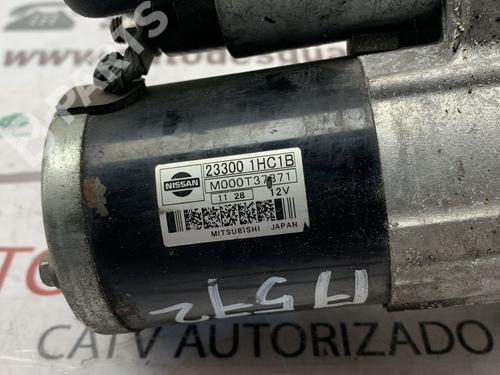 23300 1HC1B
NISSAN
M000T37371
11 28
12V
MITSUBISHI JAPAN
17572
CATV AUTORIZADO